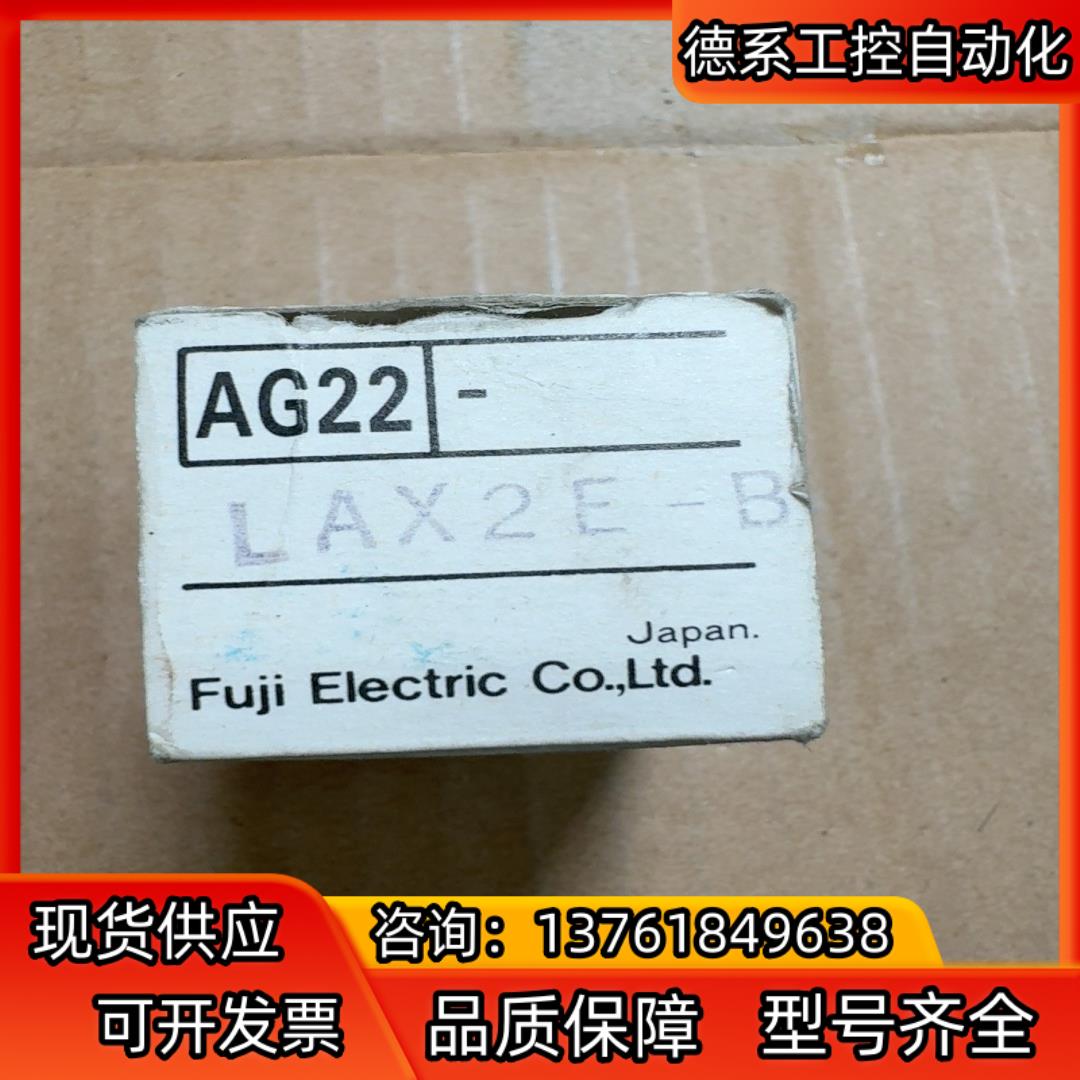 德系工控自动化
AG22 -
LAX2E-B
Japan.
Fuji Electric Co.,Ltd.
现货供应
咨询：13761849638
可开发票 品质保障 型号齐全